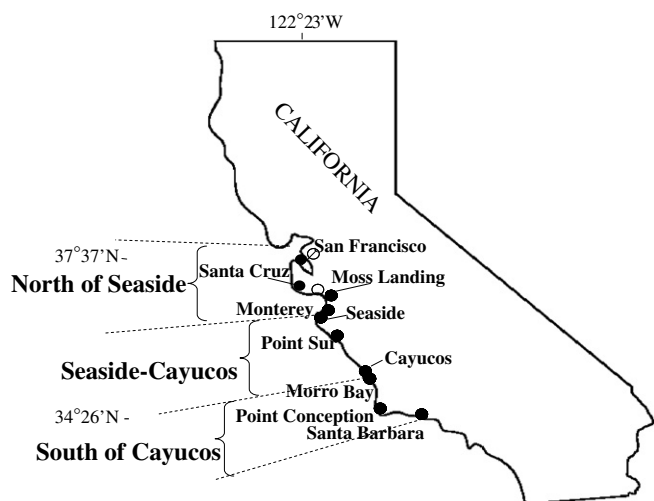 122°23'W
CALIFORNIA
San Francisco
37°37'N-
Santa Cruz
Moss Landing
North of Seaside
Monterey
Seaside
Point Sur
Cayucos
Seaside-Cayucos
Morro Bay
34°26'N -
Point Conception
Santa Barbara
South of Cayucos